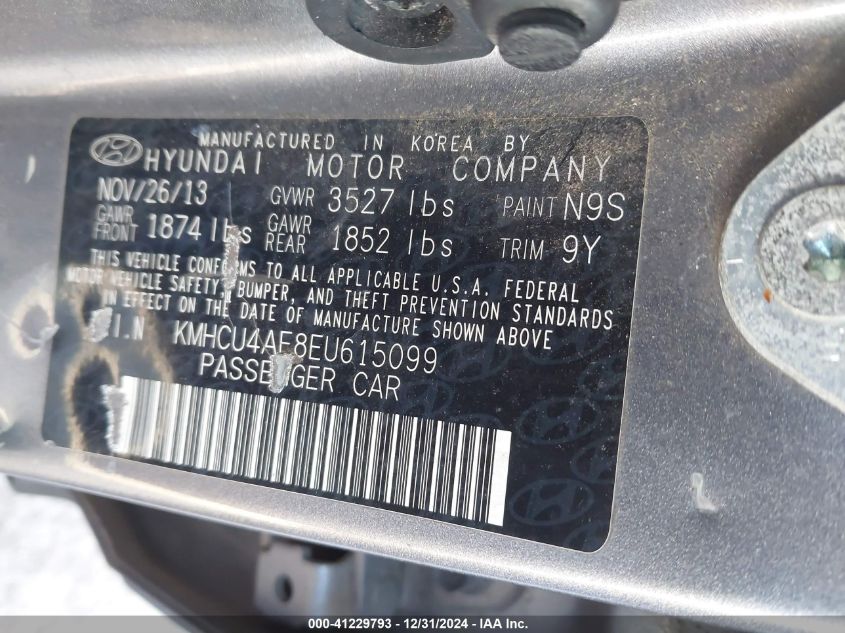 MANUFACTURED IN KOREA BY
HYUNDAI MOTOR COMPANY
NOV/26/13 GVWR 3527 lbs PAINT N9S
GAWR FRONT 1874 lbs GAWR REAR 1852 lbs TRIM 9Y
THIS VEHICLE CONFORMS TO ALL APPLICABLE U.S.A. FEDERAL
MOTOR VEHICLE SAFETY, BUMPER, AND THEFT PREVENTION STANDARDS
IN EFFECT ON THE DATE OF MANUFACTURE SHOWN ABOVE
V.I.N KMHCU4AE8EU615099
PASSENGER CAR
000-41229793 - 12/31/2024 - IAA Inc.